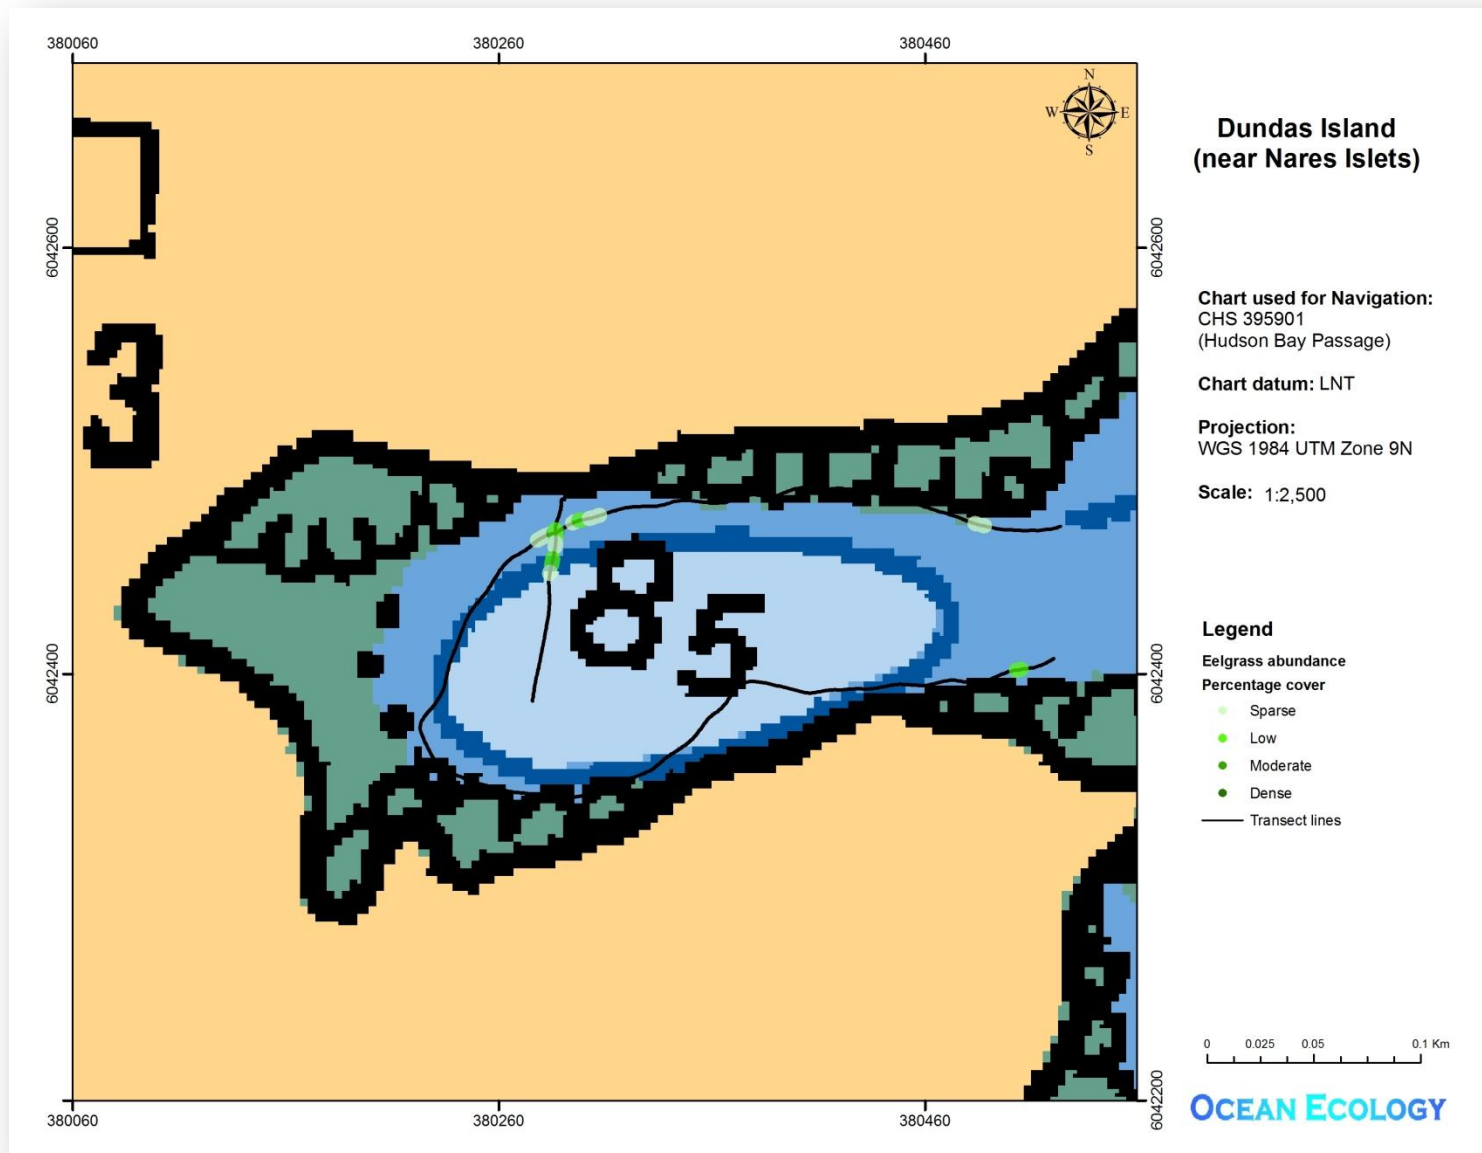 380060
380260
380460
N
W
E
S
Dundas Island
(near Nares Islets)
6042600
6042600
Chart used for Navigation:
CHS 395901
(Hudson Bay Passage)
Chart datum: LNT
3
Projection:
WGS 1984 UTM Zone 9N
Scale: 1:2,500
8
5
6042400
6042400
Legend
Eelgrass abundance
Percentage cover
Sparse
Low
Moderate
Dense
Transect lines
0 0.025 0.05 0.1 Km
6042200
OCEAN ECOLOGY
380060
380260
380460